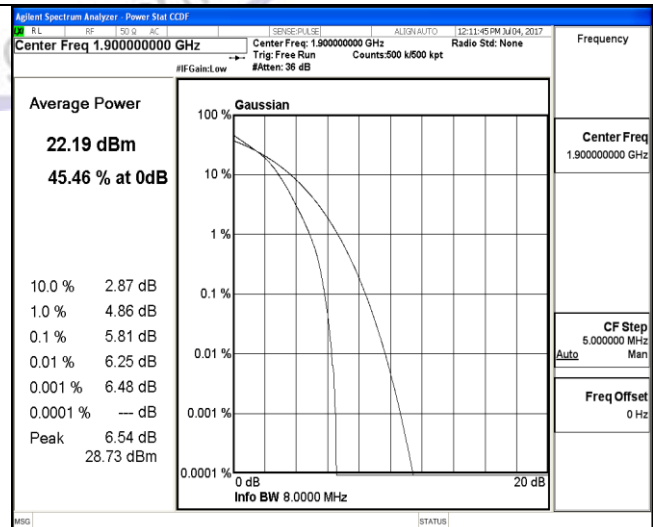 Agilent Spectrum Analyzer - Power Stat CCDF
RL RF 50 Ω AC SENSE:PULSE ALIGN AUTO 12:11:45 PM Jul 04, 2017
Center Freq 1.900000000 GHz
Center Freq: 1.900000000 GHz Radio Std: None
Trig: Free Run Counts:500 k/500 kpt
#IFGain:Low #Atten: 36 dB
Frequency
Average Power
22.19 dBm
45.46 % at 0dB
10.0 % 2.87 dB
1.0 % 4.86 dB
0.1 % 5.81 dB
0.01 % 6.25 dB
0.001 % 6.48 dB
0.0001 % --- dB
Peak 6.54 dB
28.73 dBm
Gaussian
100 %
10 %
1 %
0.1 %
0.01 %
0.001 %
0.0001 %
0 dB 20 dB
Info BW 8.0000 MHz
Center Freq
1.900000000 GHz
CF Step
5.000000 MHz
Auto Man
Freq Offset
0 Hz
MSG STATUS